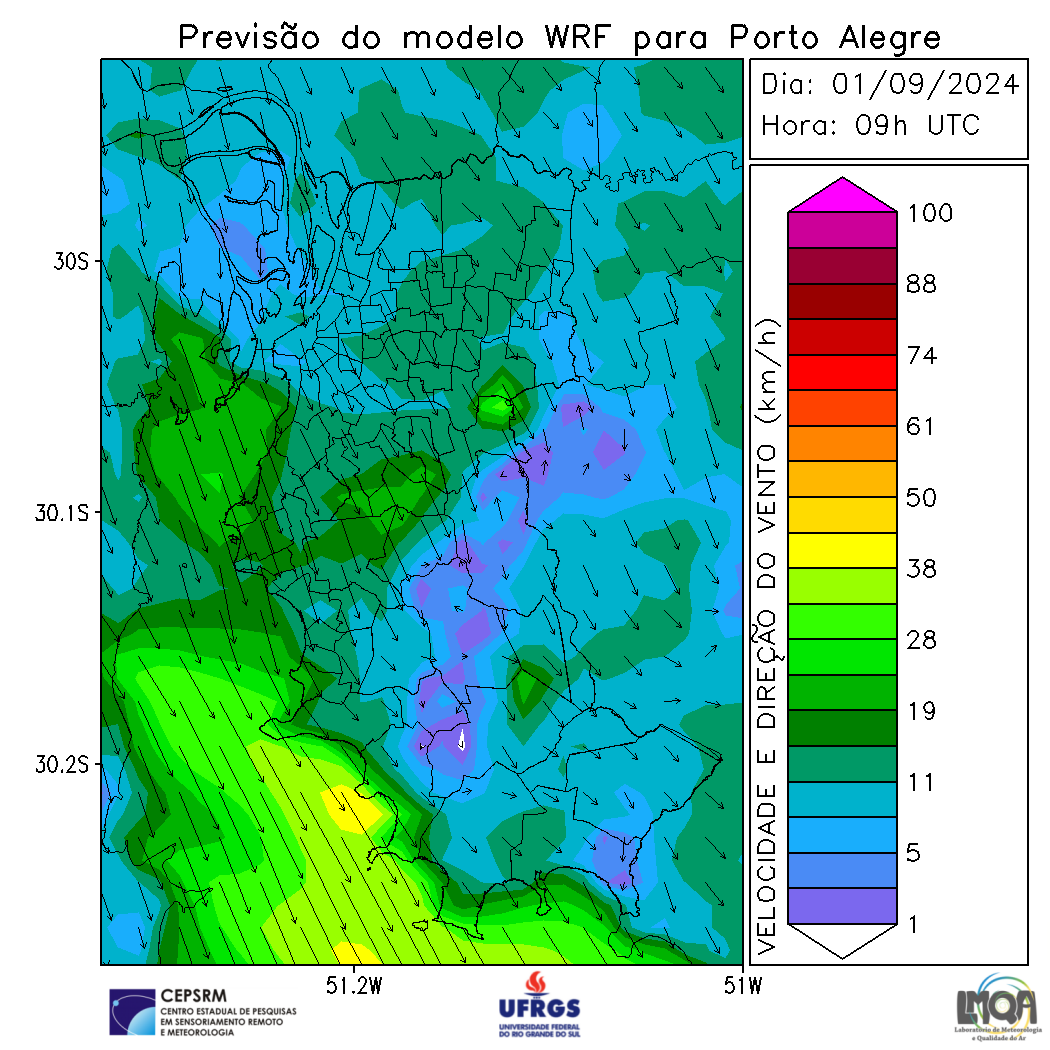 Previsão do modelo WRF para Porto Alegre
Dia: 01/09/2024
Hora: 09h UTC
30S
30.1S
30.2S
51.2W
51W
VELOCIDADE E DIREÇÃO DO VENTO (km/h)
100
88
74
61
50
38
28
19
11
5
1
CEPSRM
CENTRO ESTADUAL DE PESQUISAS
EM SENSORIAMENTO REMOTO
E METEOROLOGIA
UFRGS
UNIVERSIDADE FEDERAL
DO RIO GRANDE DO SUL
LMQA
Laboratório de Meteorologia
e Qualidade do Ar